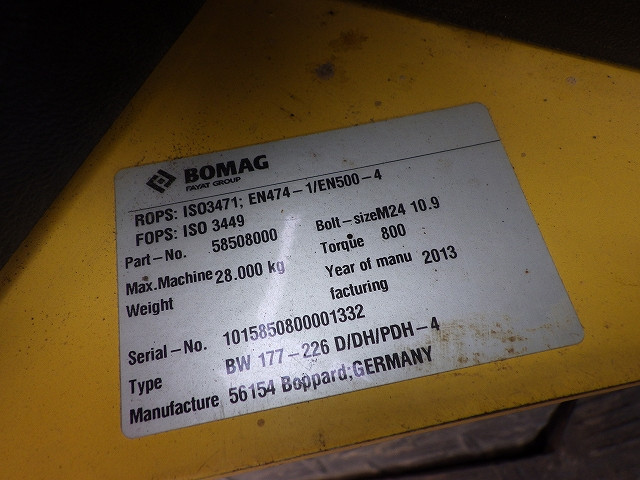 BOMAG
FAYAT GROUP
ROPS: ISO3471; EN474-1/EN500-4
FOPS: ISO 3449
Part-No. 58508000 Bolt-sizeM24 10.9
Torque 800
Max.Machine Weight 28.000 kg
Year of manu facturing 2013
Serial-No. 1015850800001332
Type BW 177-226 D/DH/PDH-4
Manufacture 56154 Boppard;GERMANY